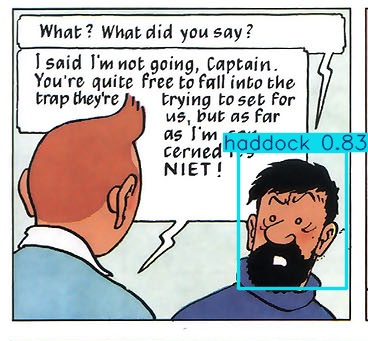 What? What did you say?
I said I'm not going, Captain.
You're quite free to fall into the
trap they're trying to set for
us, but as far
as I'm
cerned
NIET!
haddock 0.83